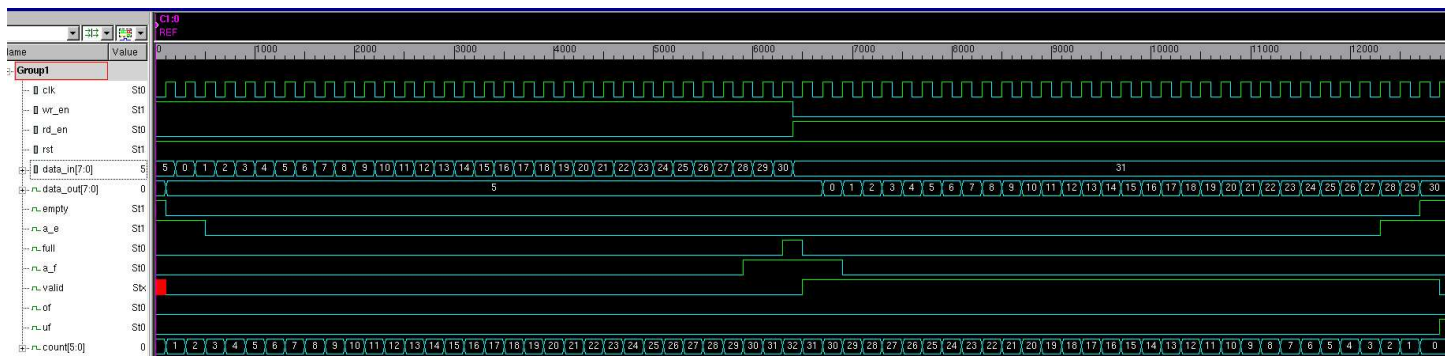 C1:0
REF
Name Value 0 1000 2000 3000 4000 5000 6000 7000 8000 9000 10000 11000 12000
Group1
clk St0
wr_en St1
rd_en St0
rst St1
data_in[7:0] 5 5 0 1 2 3 4 5 6 7 8 9 10 11 12 13 14 15 16 17 18 19 20 21 22 23 24 25 26 27 28 29 30 31
data_out[7:0] 0 5 0 1 2 3 4 5 6 7 8 9 10 11 12 13 14 15 16 17 18 19 20 21 22 23 24 25 26 27 28 29 30
empty St1
a_e St1
full St0
a_f St0
valid Stx
of St0
uf St0
count[5:0] 0 1 2 3 4 5 6 7 8 9 10 11 12 13 14 15 16 17 18 19 20 21 22 23 24 25 26 27 28 29 30 31 32 31 30 29 28 27 26 25 24 23 22 21 20 19 18 17 16 15 14 13 12 11 10 9 8 7 6 5 4 3 2 1 0